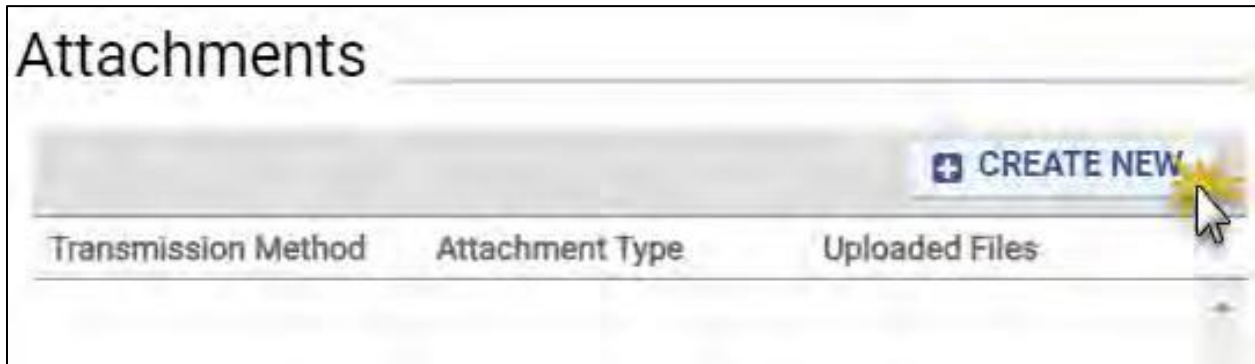 Attachments
CREATE NEW
Transmission Method Attachment Type Uploaded Files